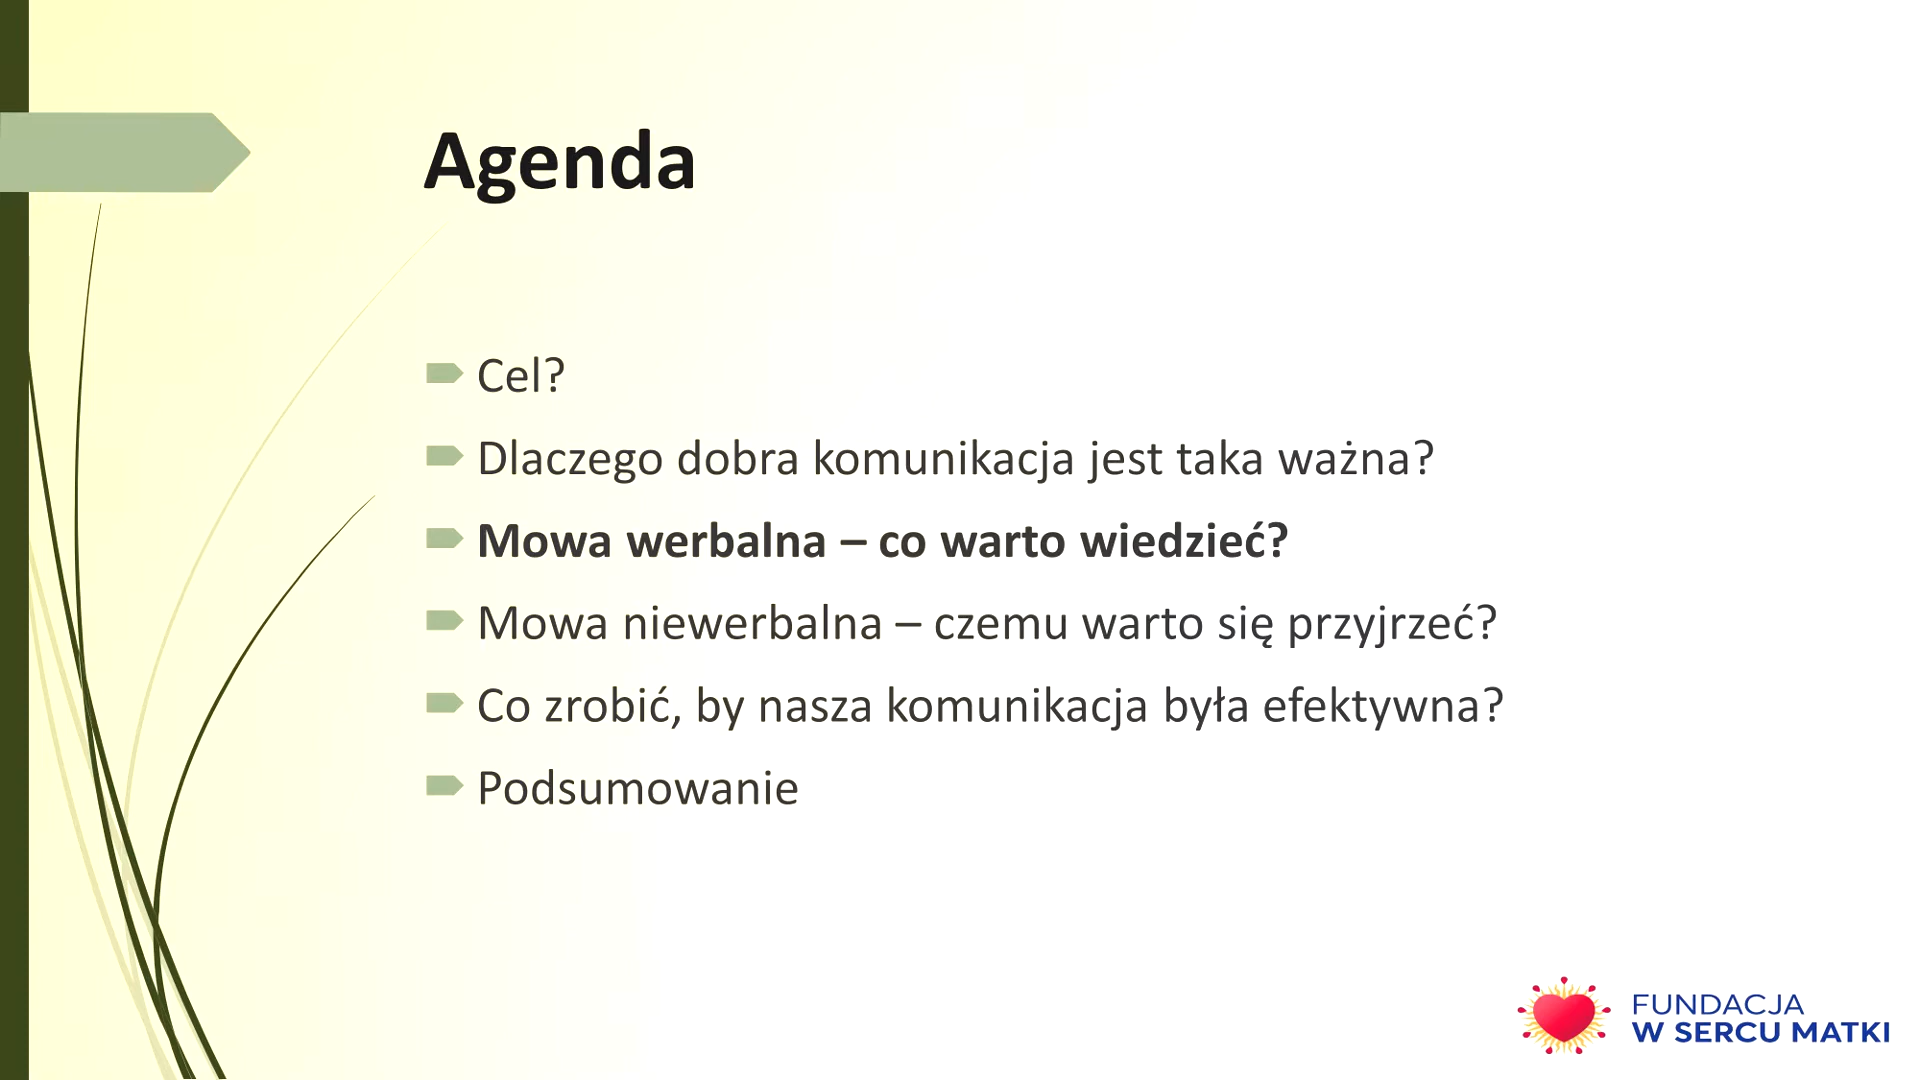 Agenda
Cel?
Dlaczego dobra komunikacja jest taka ważna?
Mowa werbalna – co warto wiedzieć?
Mowa niewerbalna – czemu warto się przyjrzeć?
Co zrobić, by nasza komunikacja była efektywna?
Podsumowanie
FUNDACJA
W SERCU MATKI